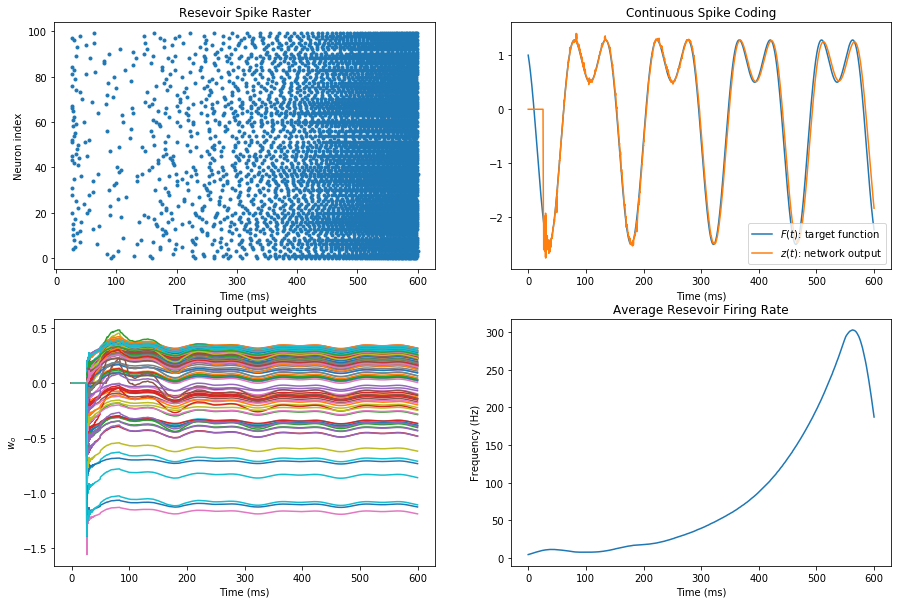 Resevoir Spike Raster
Neuron index
100
80
60
40
20
0
0 100 200 300 400 500 600
Time (ms)
Continuous Spike Coding
1
0
−1
−2
F(t): target function
z(t): network output
0 100 200 300 400 500 600
Time (ms)
Training output weights
w_o
0.5
0.0
−0.5
−1.0
−1.5
0 100 200 300 400 500 600
Time (ms)
Average Resevoir Firing Rate
Frequency (Hz)
300
250
200
150
100
50
0
0 100 200 300 400 500 600
Time (ms)